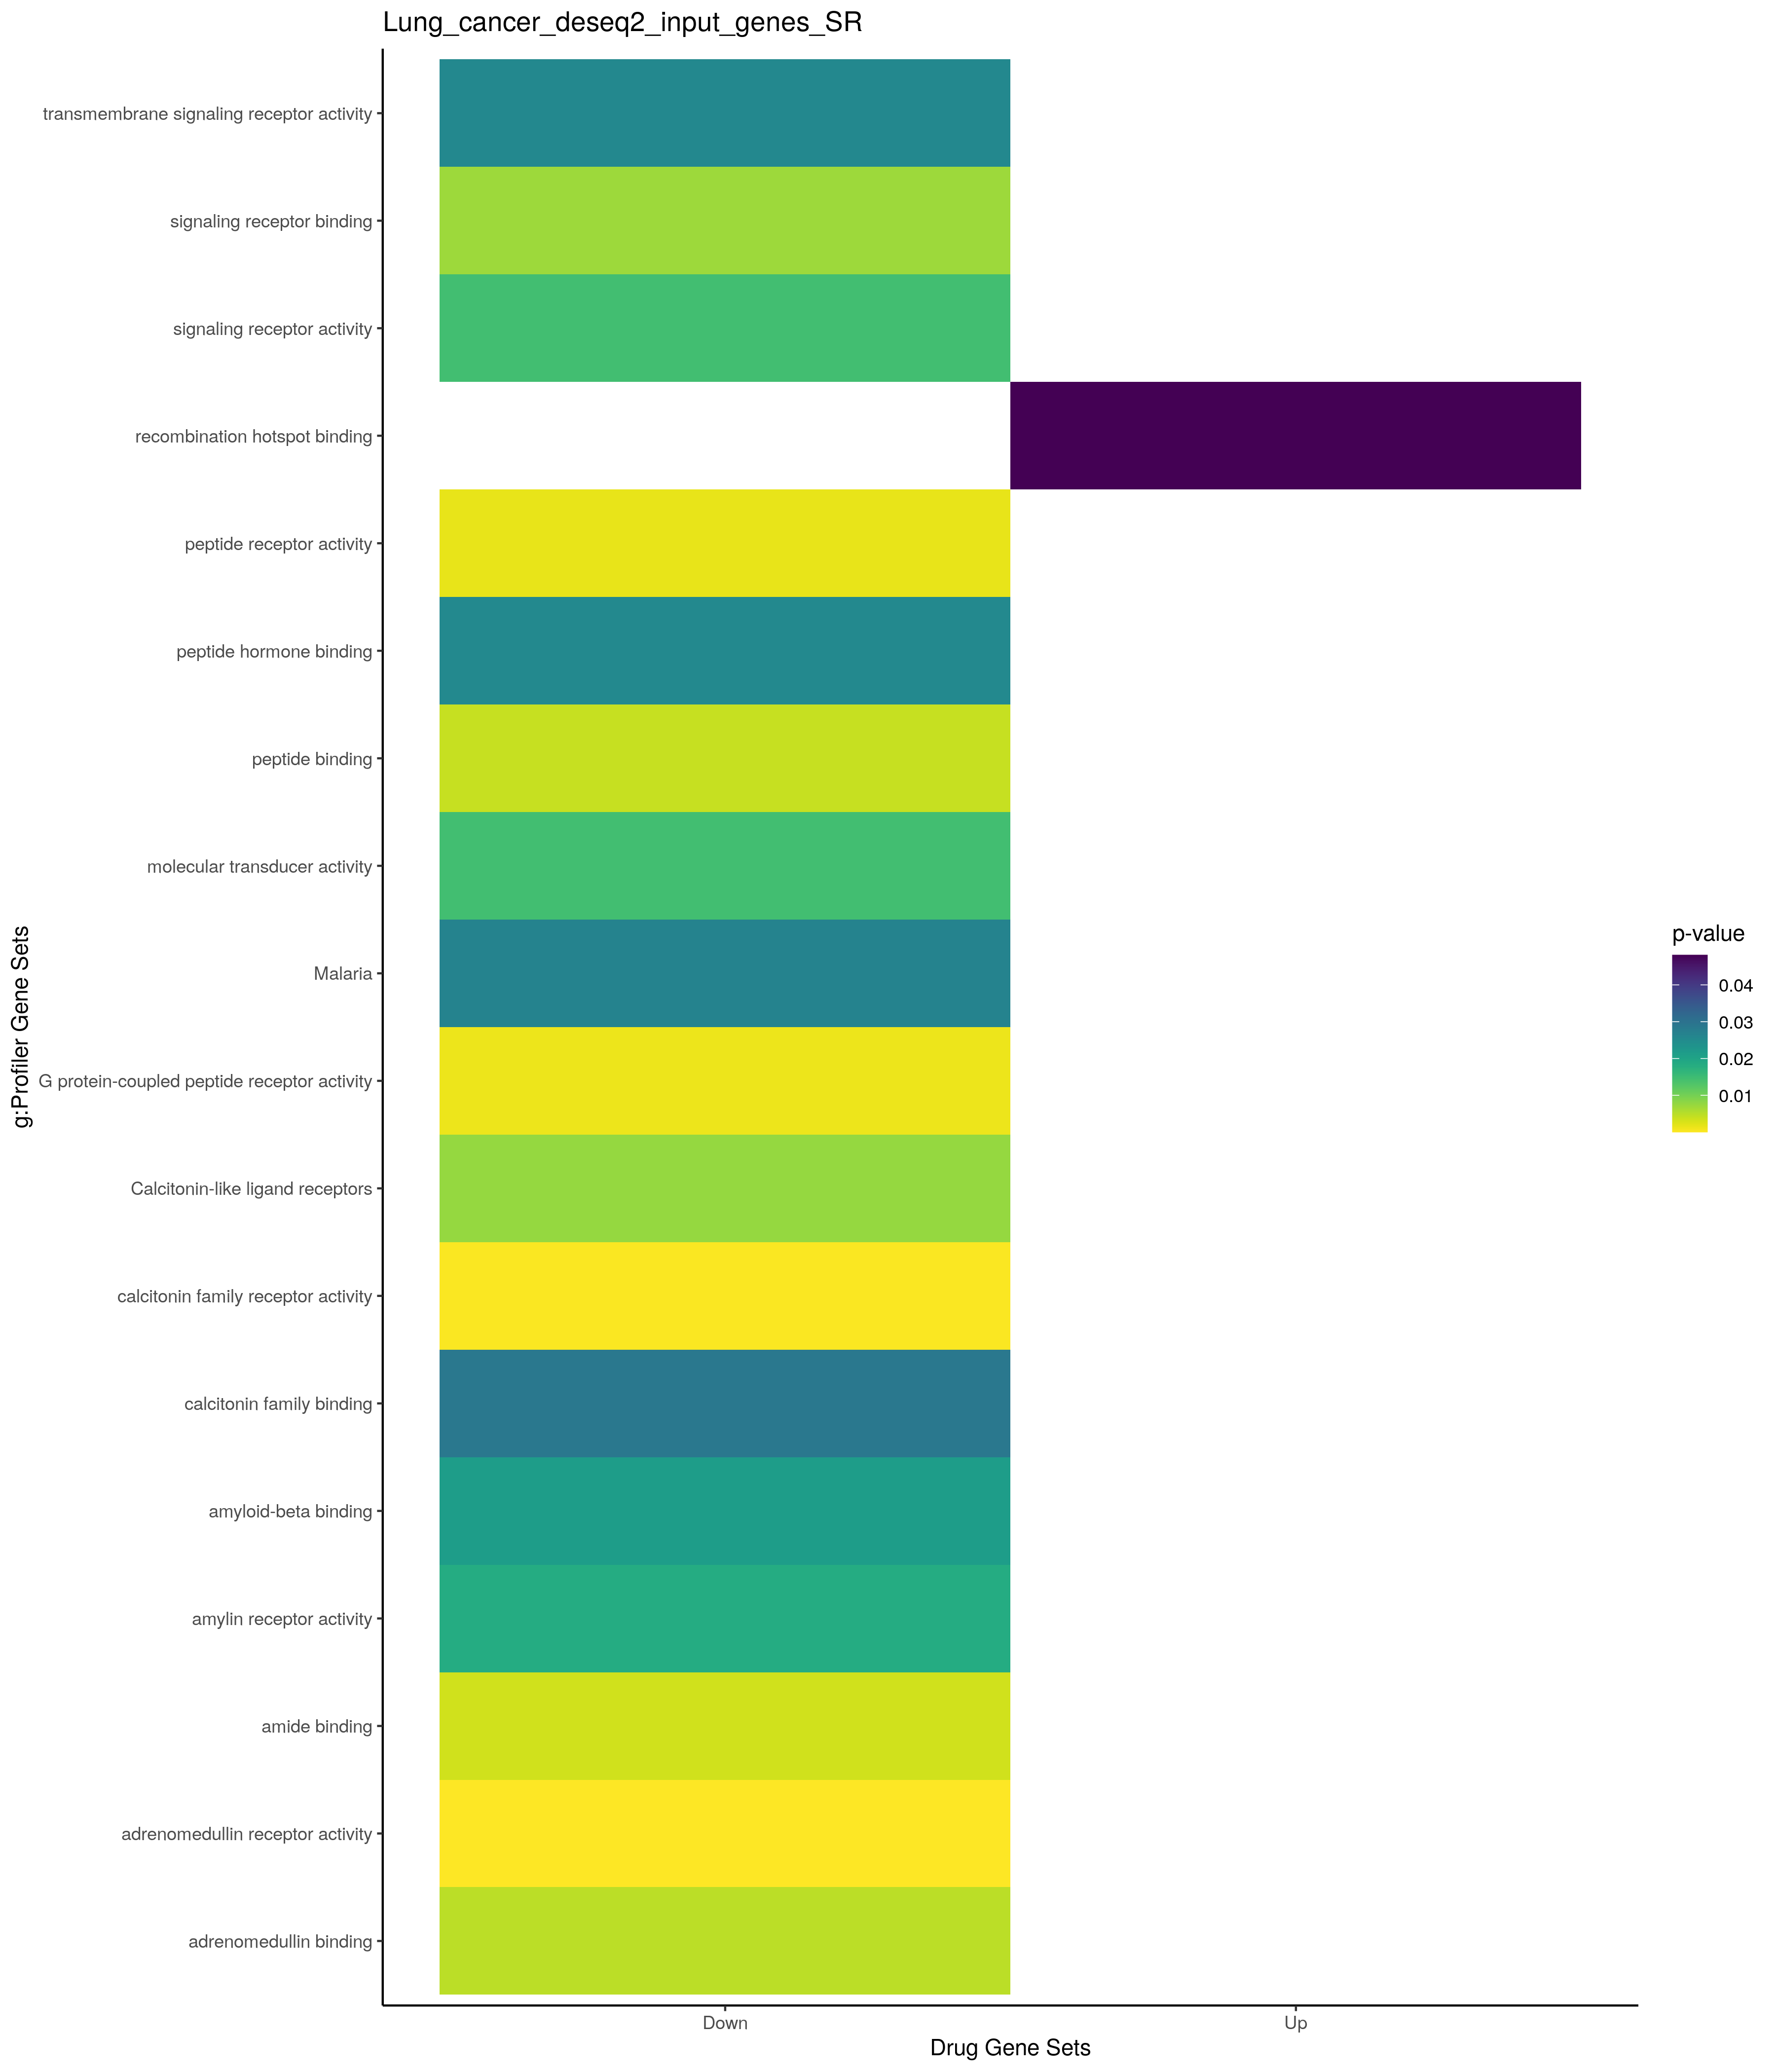 Lung_cancer_deseq2_input_genes_SR
transmembrane signaling receptor activity
signaling receptor binding
signaling receptor activity
recombination hotspot binding
peptide receptor activity
peptide hormone binding
peptide binding
molecular transducer activity
Malaria
G protein-coupled peptide receptor activity
Calcitonin-like ligand receptors
calcitonin family receptor activity
calcitonin family binding
amyloid-beta binding
amylin receptor activity
amide binding
adrenomedullin receptor activity
adrenomedullin binding
g:Profiler Gene Sets
Down
Up
Drug Gene Sets
p-value
0.04
0.03
0.02
0.01